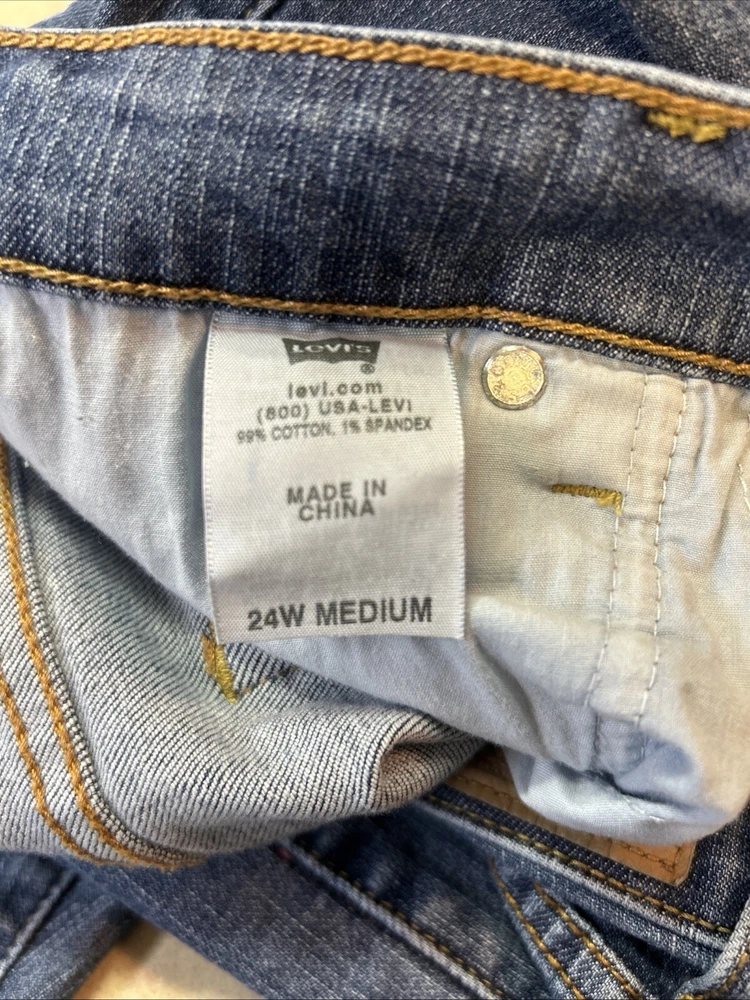 Levi's
®
levi.com
(800) USA-LEVI
99% COTTON, 1% SPANDEX
MADE IN
CHINA
24W MEDIUM